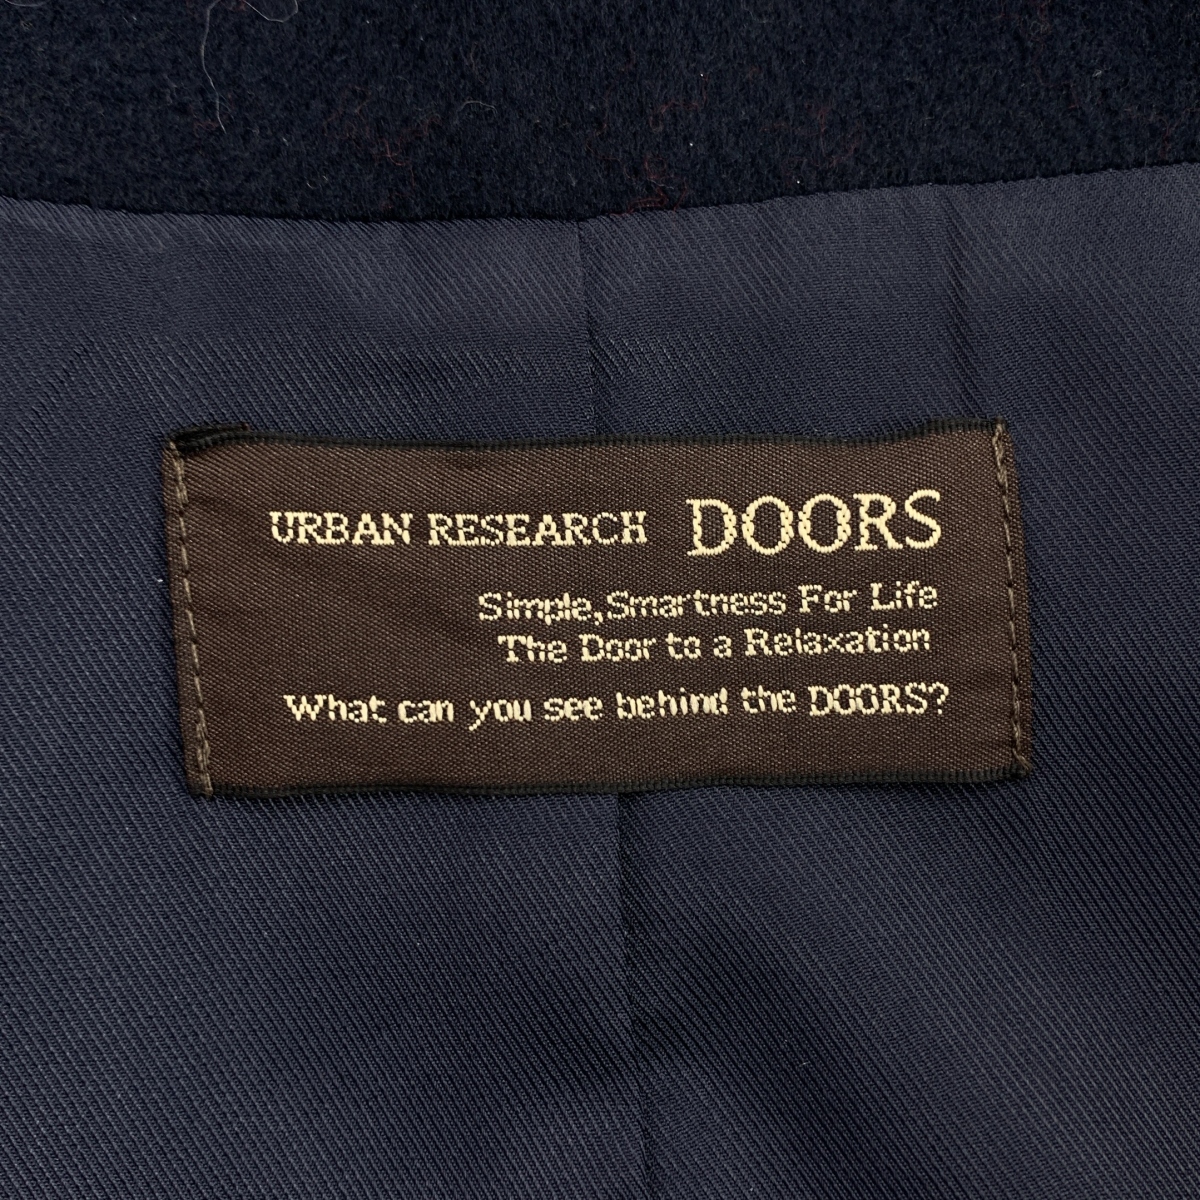 URBAN RESEARCH DOORS
Simple,Smartness For Life
The Door to a Relaxation
What can you see behind the DOORS?